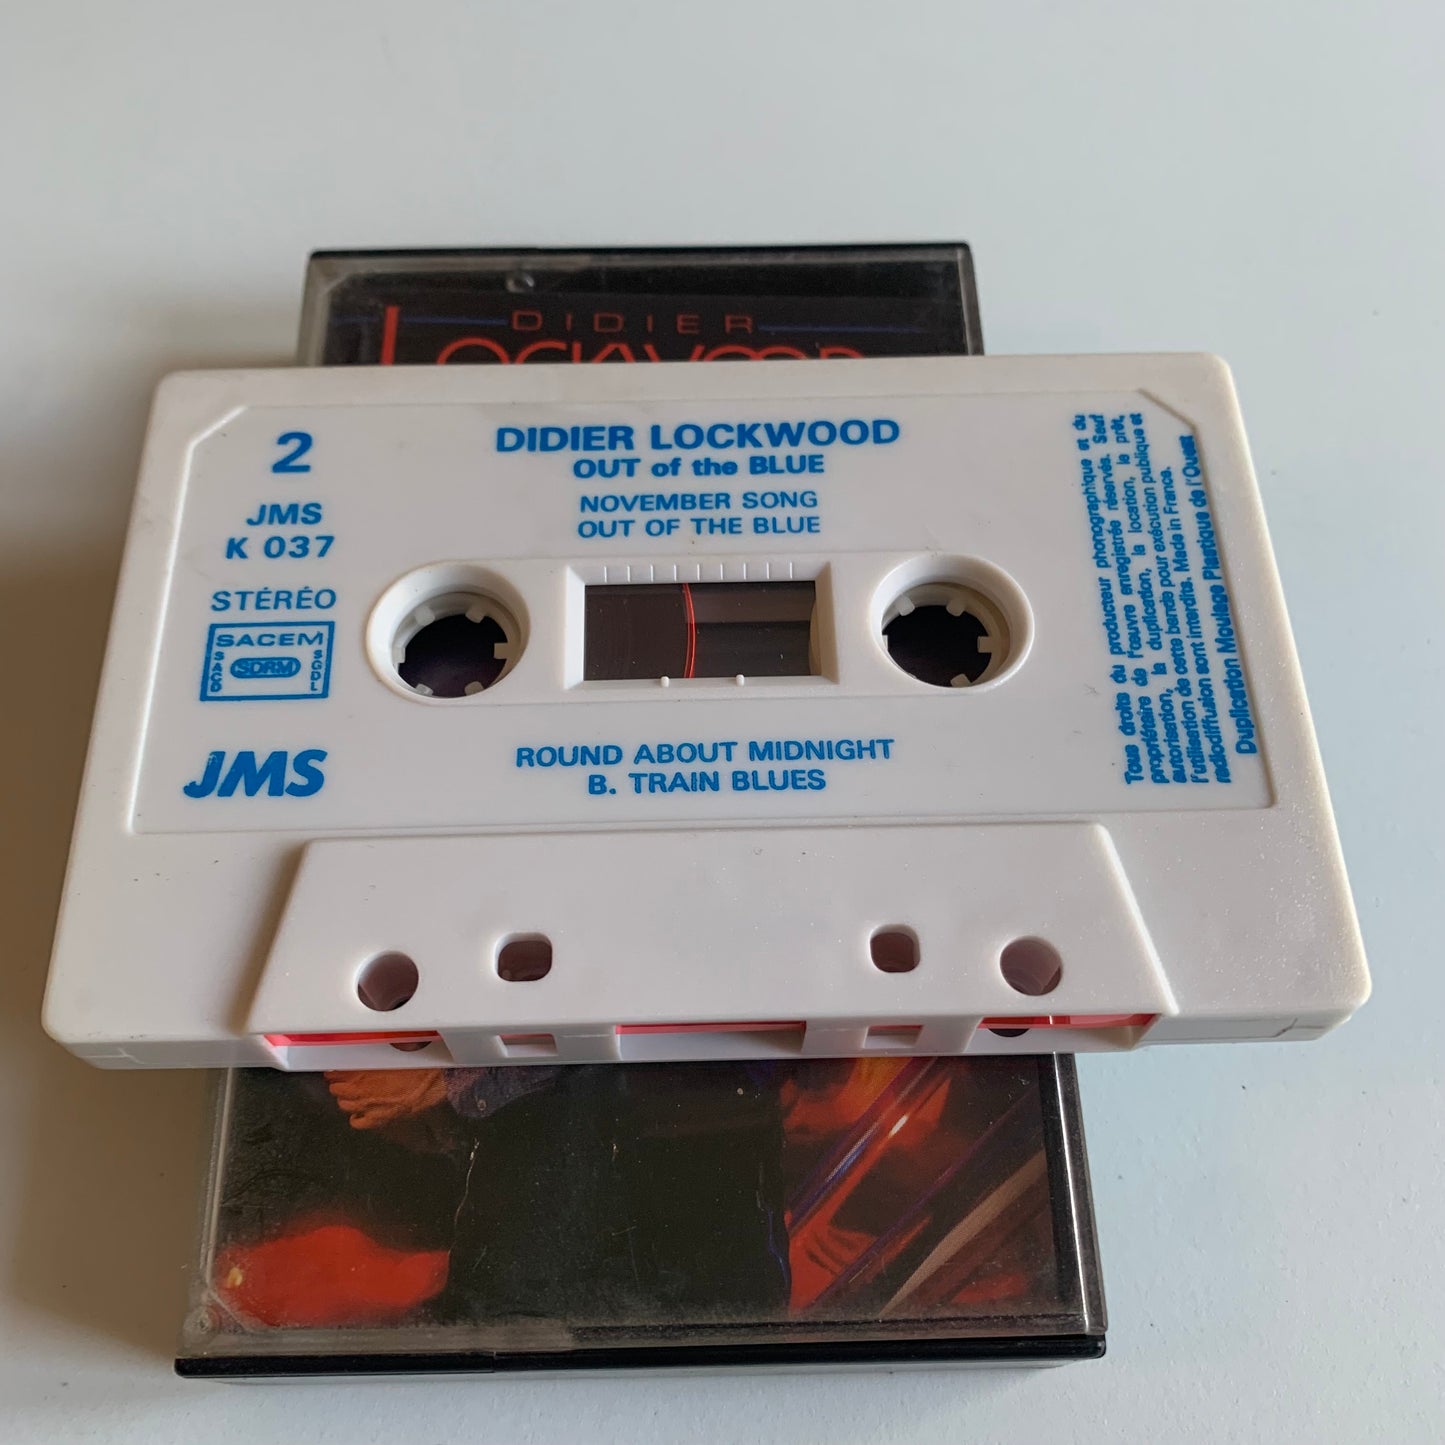 DIDIER
LOCKWOOD
2
JMS
K 037
STÉRÉO
SACEM
SACD
SDRM
SGDL
JMS
DIDIER LOCKWOOD
OUT of the BLUE
NOVEMBER SONG
OUT OF THE BLUE
ROUND ABOUT MIDNIGHT
B. TRAIN BLUES
Tous droits du producteur phonographique et du
propriétaire de l'œuvre enregistrée réservés. Sauf
autorisation, la duplication, la location, le prêt,
l'utilisation de cette bande pour exécution publique et
radiodiffusion sont interdits. Made in France.
Duplication Moulage Plastique de l'Ouest